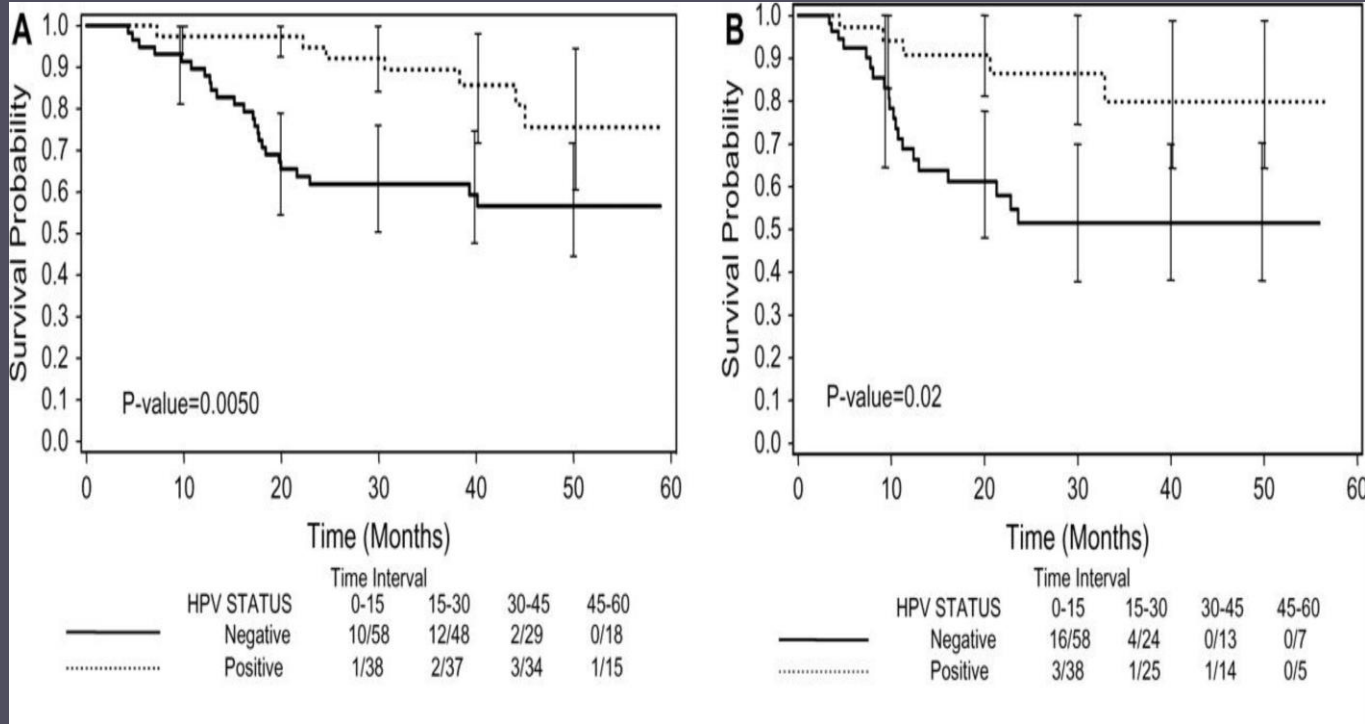 A
Survival Probability
1.0
0.9
0.8
0.7
0.6
0.5
0.4
0.3
0.2
0.1
0.0
P-value=0.0050
0 10 20 30 40 50 60
Time (Months)
Time Interval
HPV STATUS 0-15 15-30 30-45 45-60
Negative 10/58 12/48 2/29 0/18
Positive 1/38 2/37 3/34 1/15
B
Survival Probability
1.0
0.9
0.8
0.7
0.6
0.5
0.4
0.3
0.2
0.1
0.0
P-value=0.02
0 10 20 30 40 50 60
Time (Months)
Time Interval
HPV STATUS 0-15 15-30 30-45 45-60
Negative 16/58 4/24 0/13 0/7
Positive 3/38 1/25 1/14 0/5